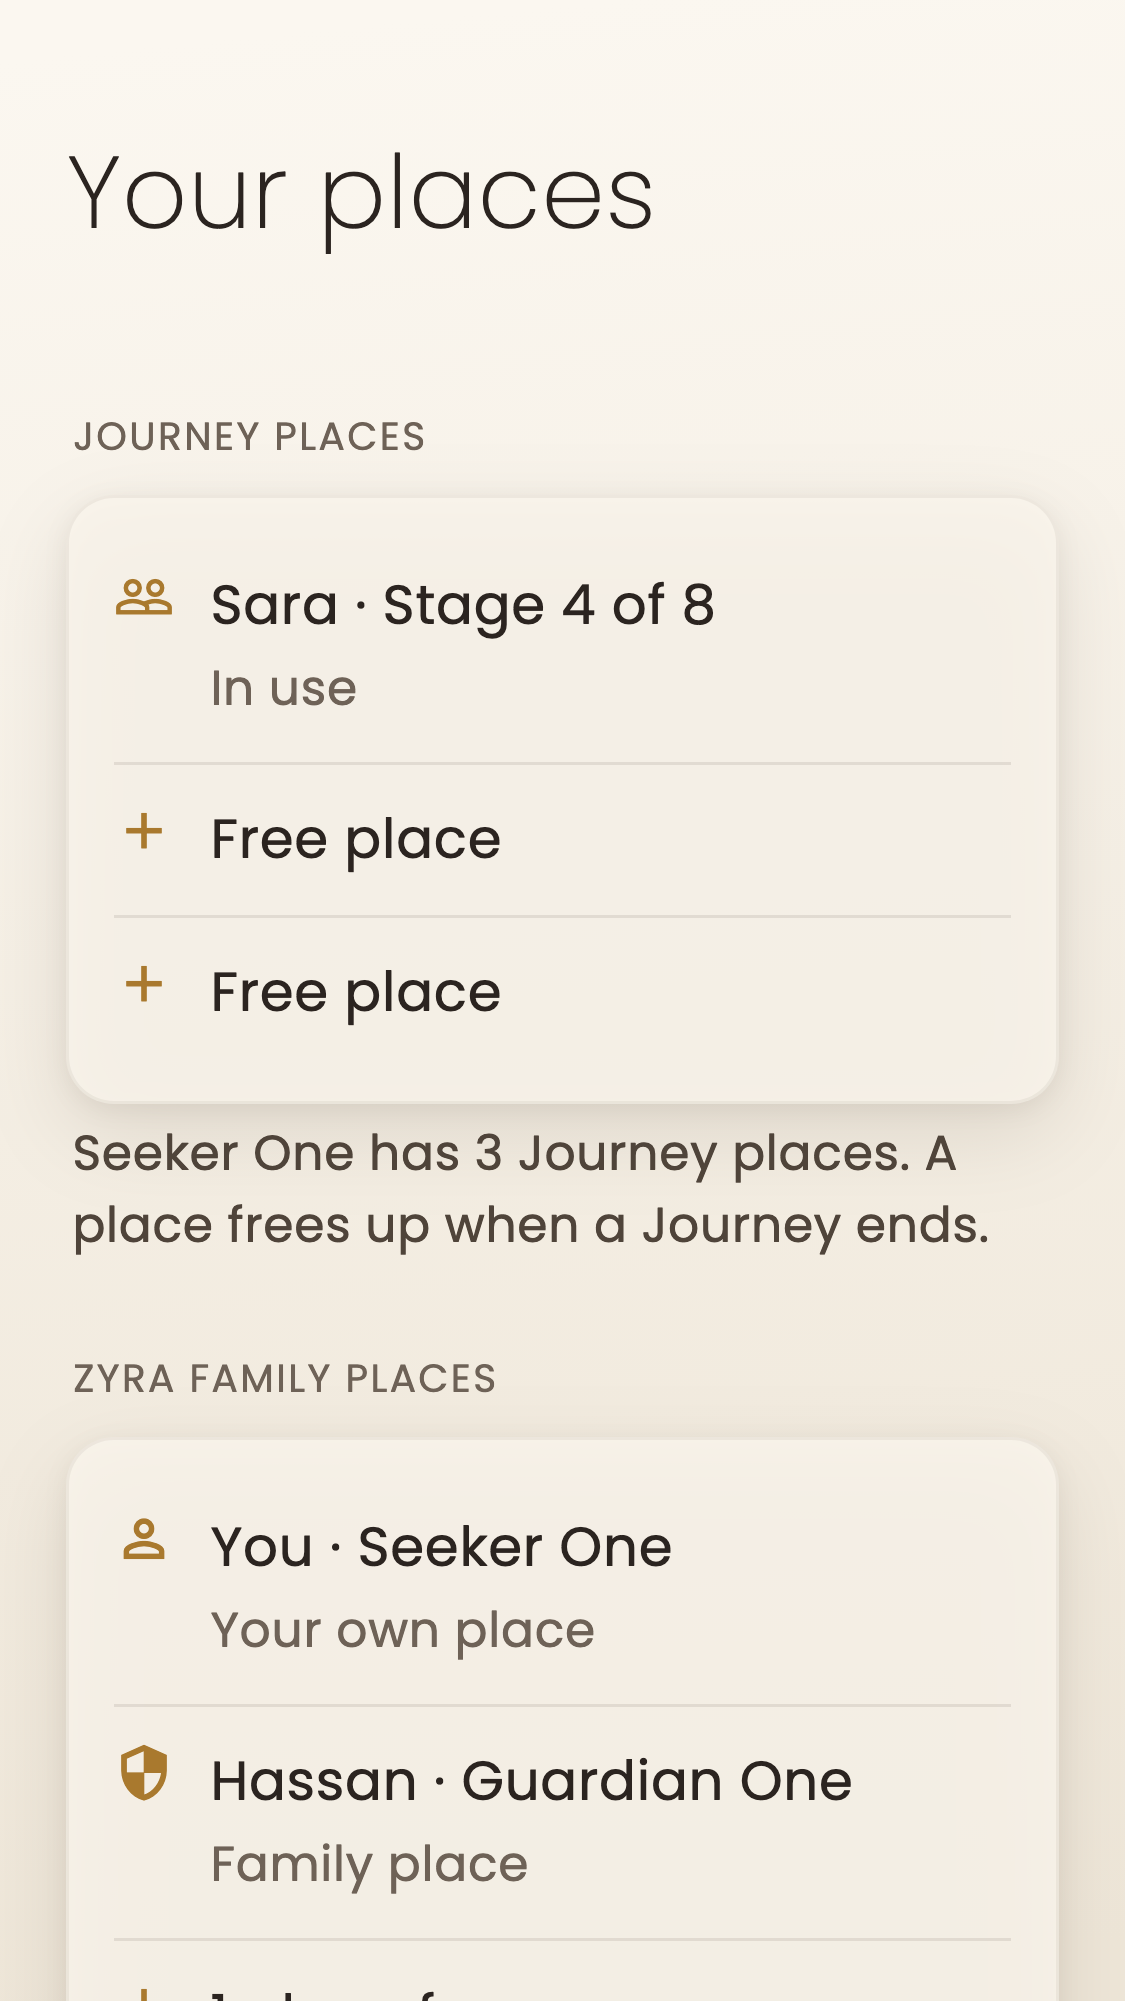 Your places
JOURNEY PLACES
Sara · Stage 4 of 8
In use
Free place
Free place
Seeker One has 3 Journey places. A
place frees up when a Journey ends.
ZYRA FAMILY PLACES
You · Seeker One
Your own place
Hassan · Guardian One
Family place